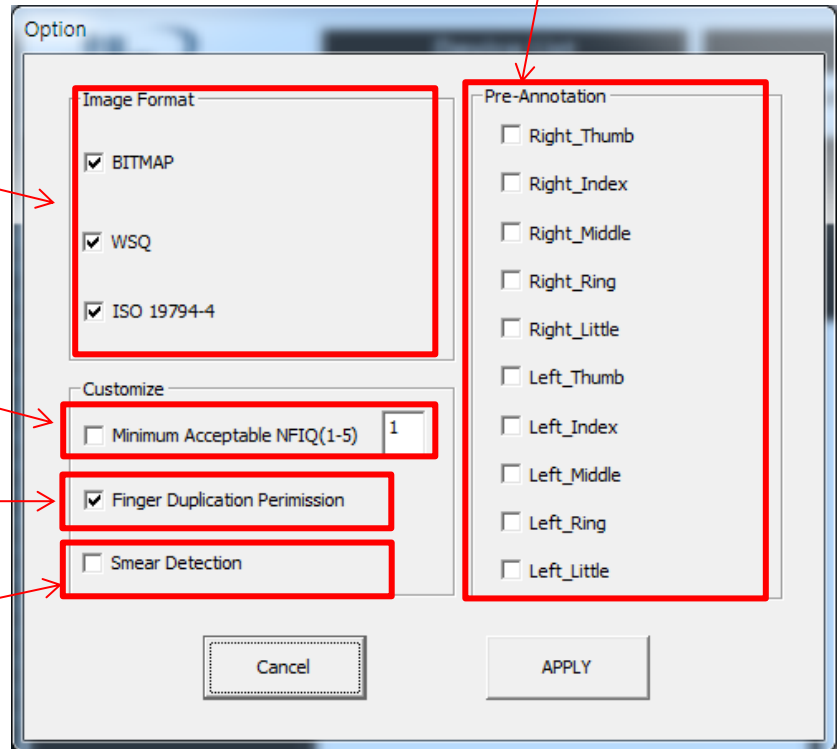 Option
Image Format
BITMAP
WSQ
ISO 19794-4
Customize
Minimum Acceptable NFIQ(1-5) 1
Finger Duplication Perimission
Smear Detection
Pre-Annotation
Right_Thumb
Right_Index
Right_Middle
Right_Ring
Right_Little
Left_Thumb
Left_Index
Left_Middle
Left_Ring
Left_Little
Cancel
APPLY